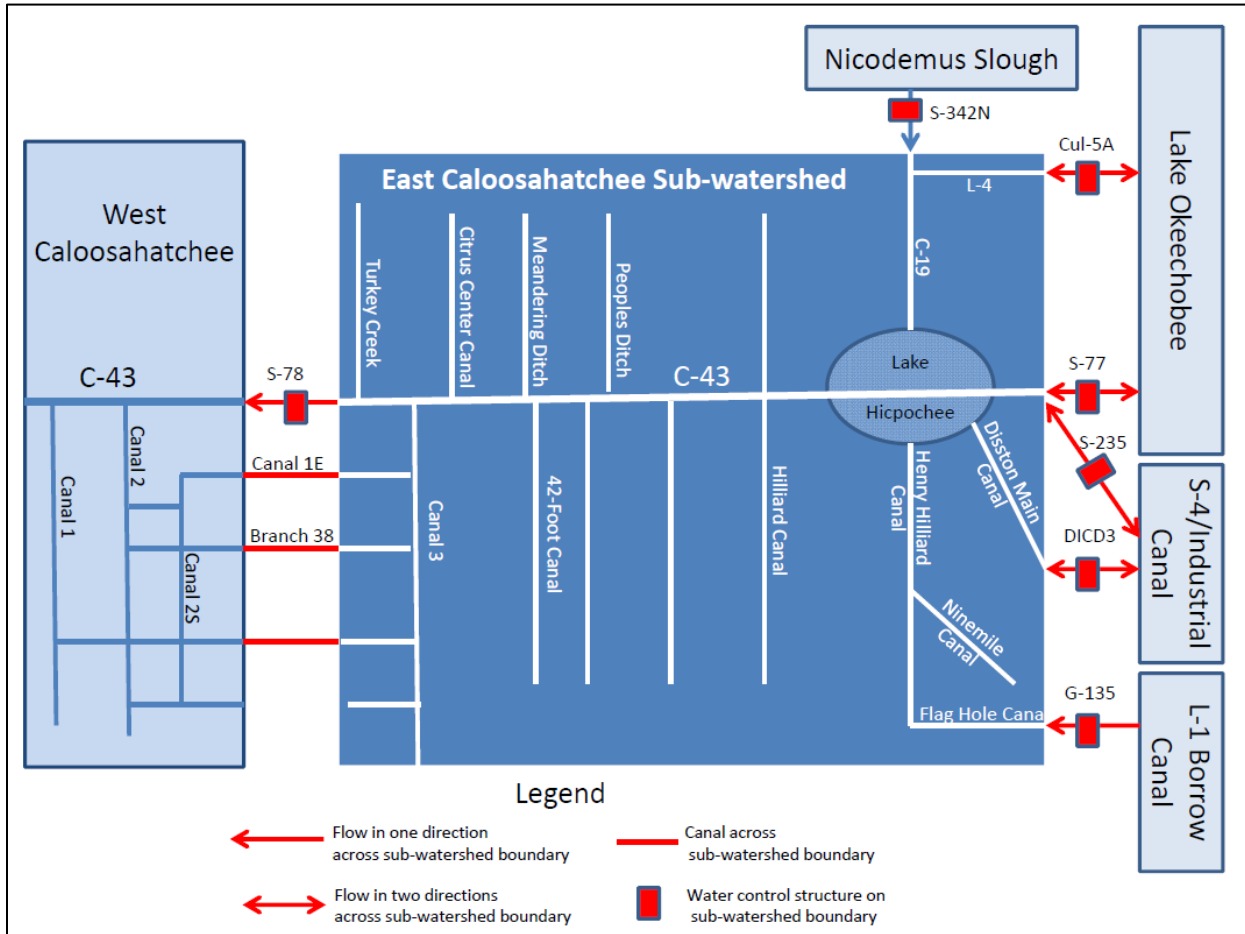 Nicodemus Slough
S-342N
Lake Okeechobee
Cul-5A
L-4
East Caloosahatchee Sub-watershed
West
Caloosahatchee
C-43
S-78
Turkey Creek
Citrus Center Canal
Meandering Ditch
Peoples Ditch
C-43
C-19
Lake
Hicpochee
S-77
S-235
S-4/Industrial
Canal
DICD3
Disston Main
Canal
Henry Hilliard
Canal
Hilliard Canal
42-Foot Canal
Canal 3
Canal 1E
Branch 38
Canal 1
Canal 2
Canal 2S
Ninemile
Canal
Flag Hole Cana
G-135
L-1 Borrow
Canal
Legend
Flow in one direction
across sub-watershed boundary
Canal across
sub-watershed boundary
Flow in two directions
across sub-watershed boundary
Water control structure on
sub-watershed boundary